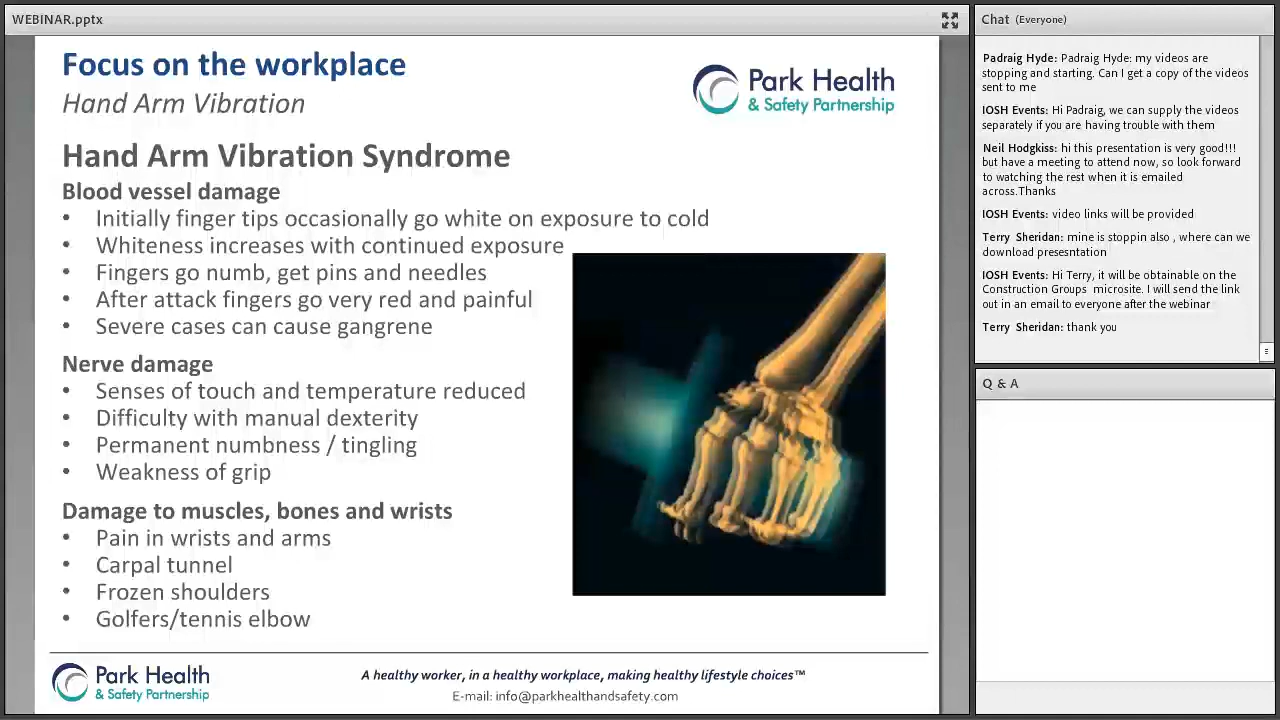 WEBINAR.pptx
Focus on the workplace
Hand Arm Vibration
Park Health
& Safety Partnership
Hand Arm Vibration Syndrome
Blood vessel damage
• Initially finger tips occasionally go white on exposure to cold
• Whiteness increases with continued exposure
• Fingers go numb, get pins and needles
• After attack fingers go very red and painful
• Severe cases can cause gangrene
Nerve damage
• Senses of touch and temperature reduced
• Difficulty with manual dexterity
• Permanent numbness / tingling
• Weakness of grip
Damage to muscles, bones and wrists
• Pain in wrists and arms
• Carpal tunnel
• Frozen shoulders
• Golfers/tennis elbow
Park Health
& Safety Partnership
A healthy worker, in a healthy workplace, making healthy lifestyle choices™
E-mail: info@parkhealthandsafety.com
Chat (Everyone)
Padraig Hyde: Padraig Hyde: my videos are
stopping and starting. Can I get a copy of the videos
sent to me
IOSH Events: Hi Padraig, we can supply the videos
separately if you are having trouble with them
Neil Hodgkiss: hi this presentation is very good!!!
but have a meeting to attend now, so look forward
to watching the rest when it is emailed
across.Thanks
IOSH Events: video links will be provided
Terry Sheridan: mine is stoppin also , where can we
download presesntation
IOSH Events: Hi Terry, it will be obtainable on the
Construction Groups microsite. I will send the link
out in an email to everyone after the webinar
Terry Sheridan: thank you
Q & A